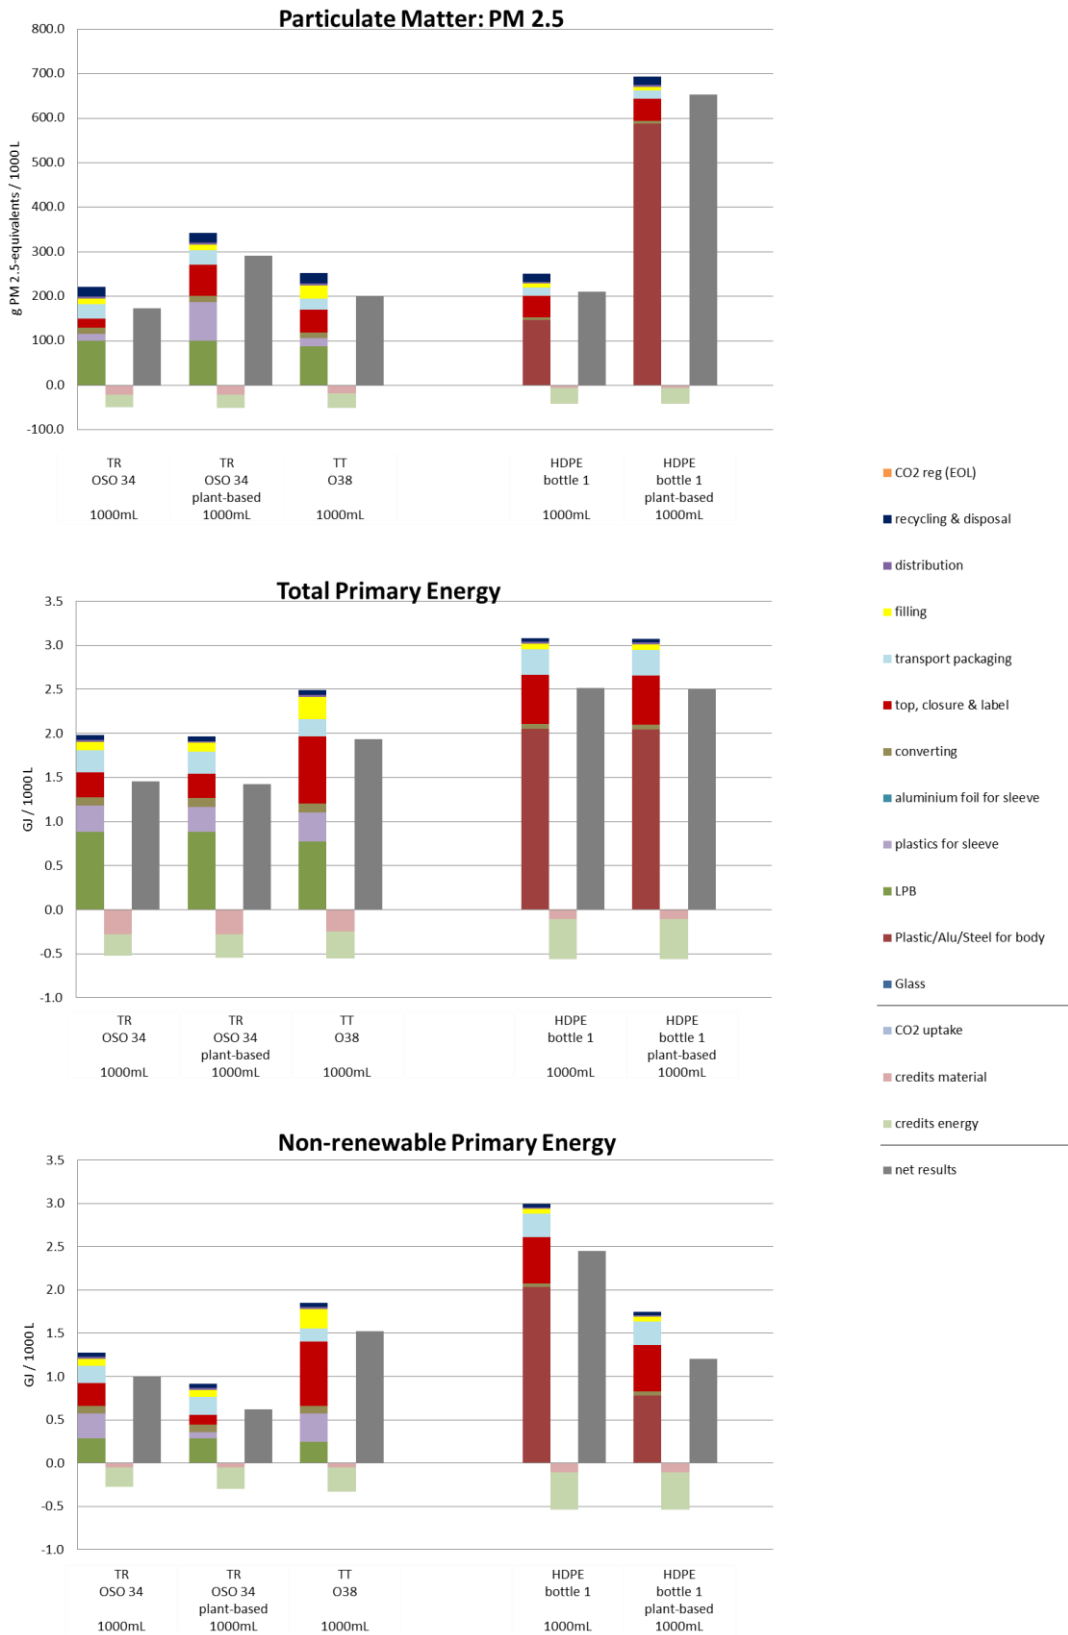 Particulate Matter: PM 2.5
800.0
700.0
600.0
500.0
400.0
300.0
200.0
100.0
0.0
-100.0
g PM 2.5-equivalents / 1000 L
TR
OSO 34
1000mL
TR
OSO 34
plant-based
1000mL
TT
O38
1000mL
HDPE
bottle 1
1000mL
HDPE
bottle 1
plant-based
1000mL
Total Primary Energy
3.5
3.0
2.5
2.0
1.5
1.0
0.5
0.0
-0.5
-1.0
GJ / 1000 L
TR
OSO 34
1000mL
TR
OSO 34
plant-based
1000mL
TT
O38
1000mL
HDPE
bottle 1
1000mL
HDPE
bottle 1
plant-based
1000mL
Non-renewable Primary Energy
3.5
3.0
2.5
2.0
1.5
1.0
0.5
0.0
-0.5
-1.0
GJ / 1000 L
TR
OSO 34
1000mL
TR
OSO 34
plant-based
1000mL
TT
O38
1000mL
HDPE
bottle 1
1000mL
HDPE
bottle 1
plant-based
1000mL
CO2 reg (EOL)
recycling & disposal
distribution
filling
transport packaging
top, closure & label
converting
aluminium foil for sleeve
plastics for sleeve
LPB
Plastic/Alu/Steel for body
Glass
CO2 uptake
credits material
credits energy
net results